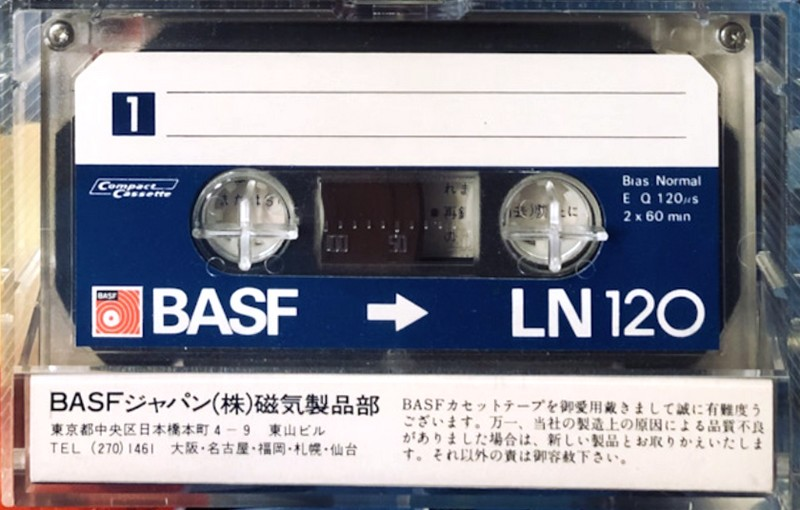 1
Compact
Cassette
Bias Normal
E Q 120μs
2 x 60 min
れま
100 50
BASF
BASF → LN 120
BASFジャパン(株)磁気製品部
東京都中央区日本橋本町4－9 東山ビル
TEL (270)1461 大阪・名古屋・福岡・札幌・仙台
BASFカセットテープを御愛用戴きまして誠に有難度う
ございます。万一、当社の製造上の原因による品質不良
がありました場合は、新しい製品とお取りかえいたしま
す。それ以外の責は御容赦下さい。